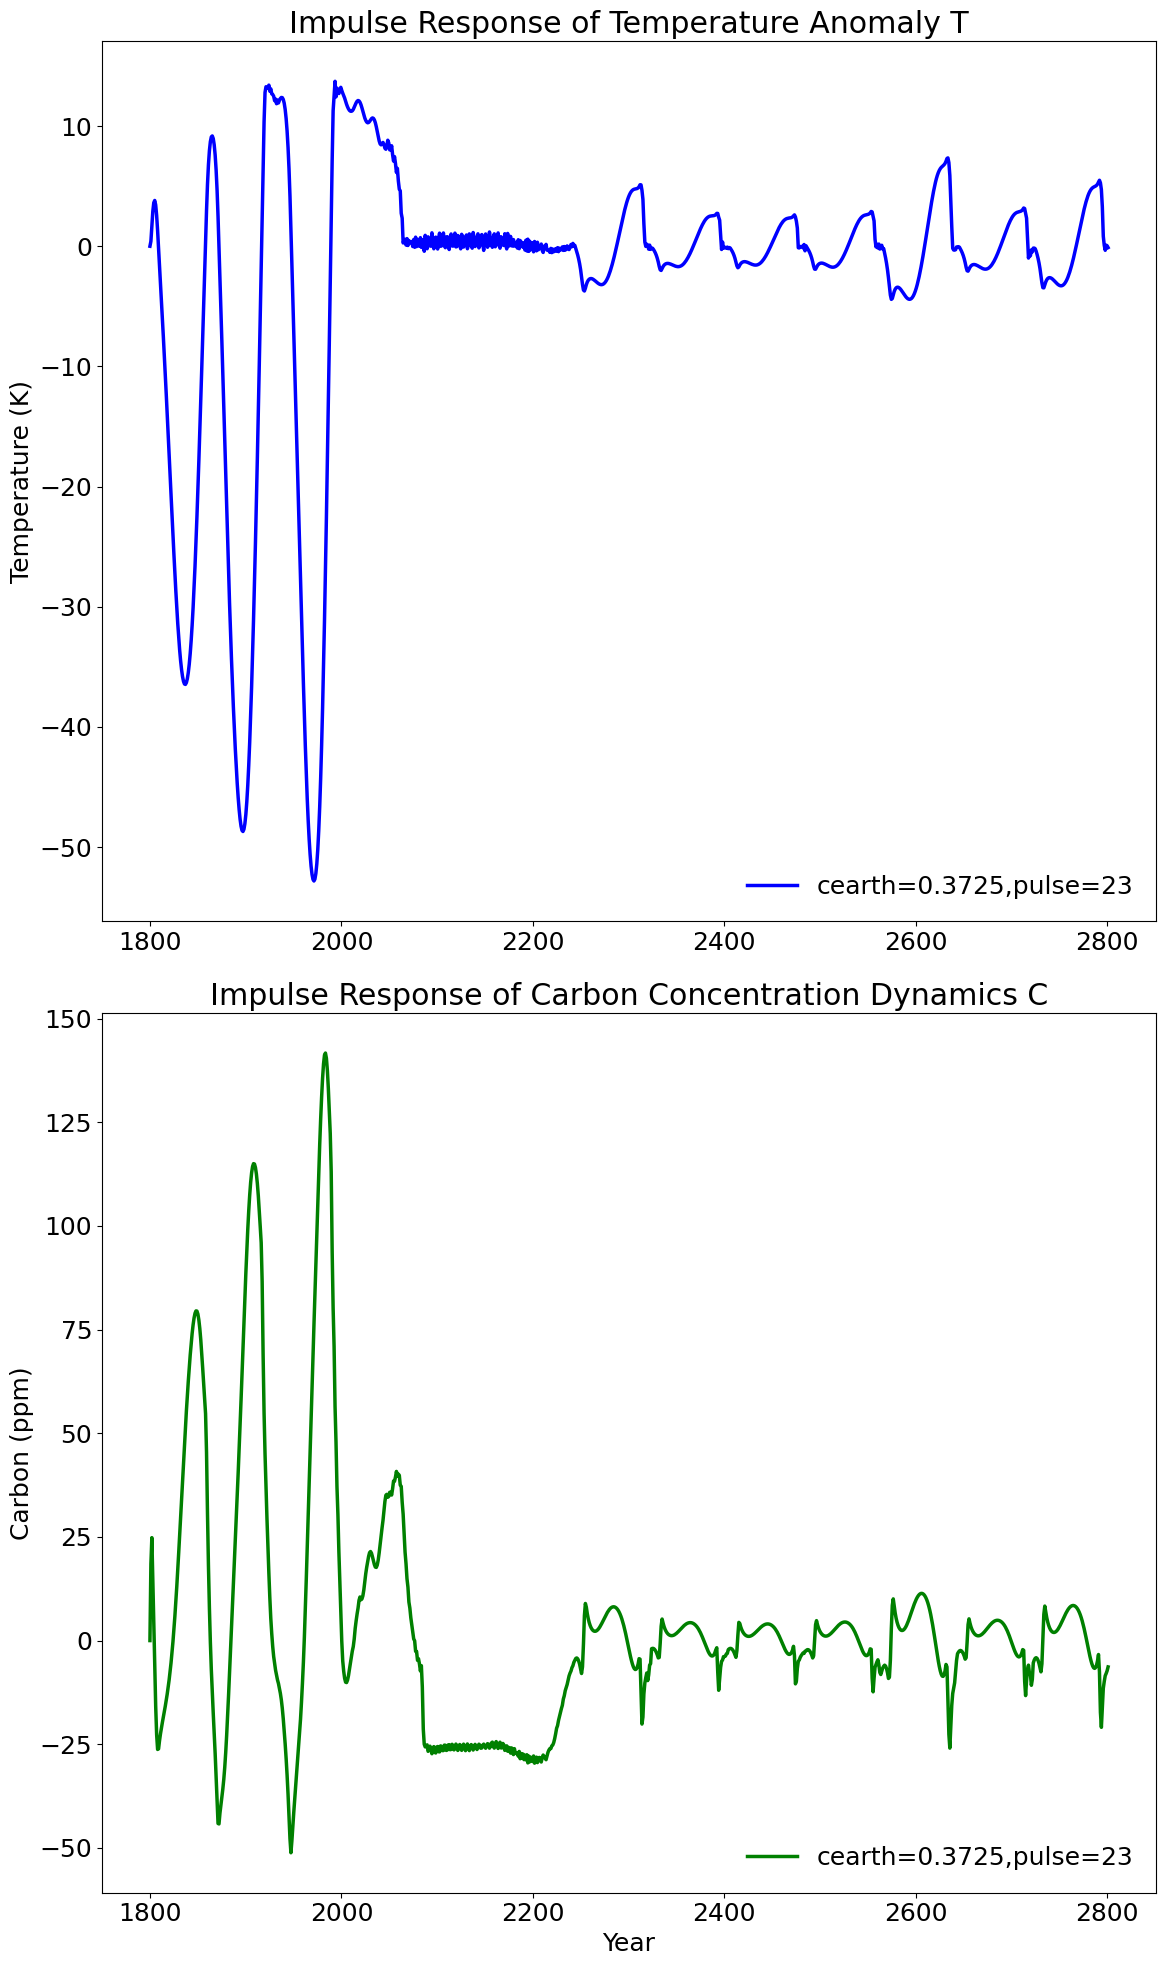 Impulse Response of Temperature Anomaly T
10
0
−10
−20
−30
−40
−50
Temperature (K)
cearth=0.3725,pulse=23
1800 2000 2200 2400 2600 2800
Impulse Response of Carbon Concentration Dynamics C
150
125
100
75
50
25
0
−25
−50
Carbon (ppm)
cearth=0.3725,pulse=23
1800 2000 2200 2400 2600 2800
Year